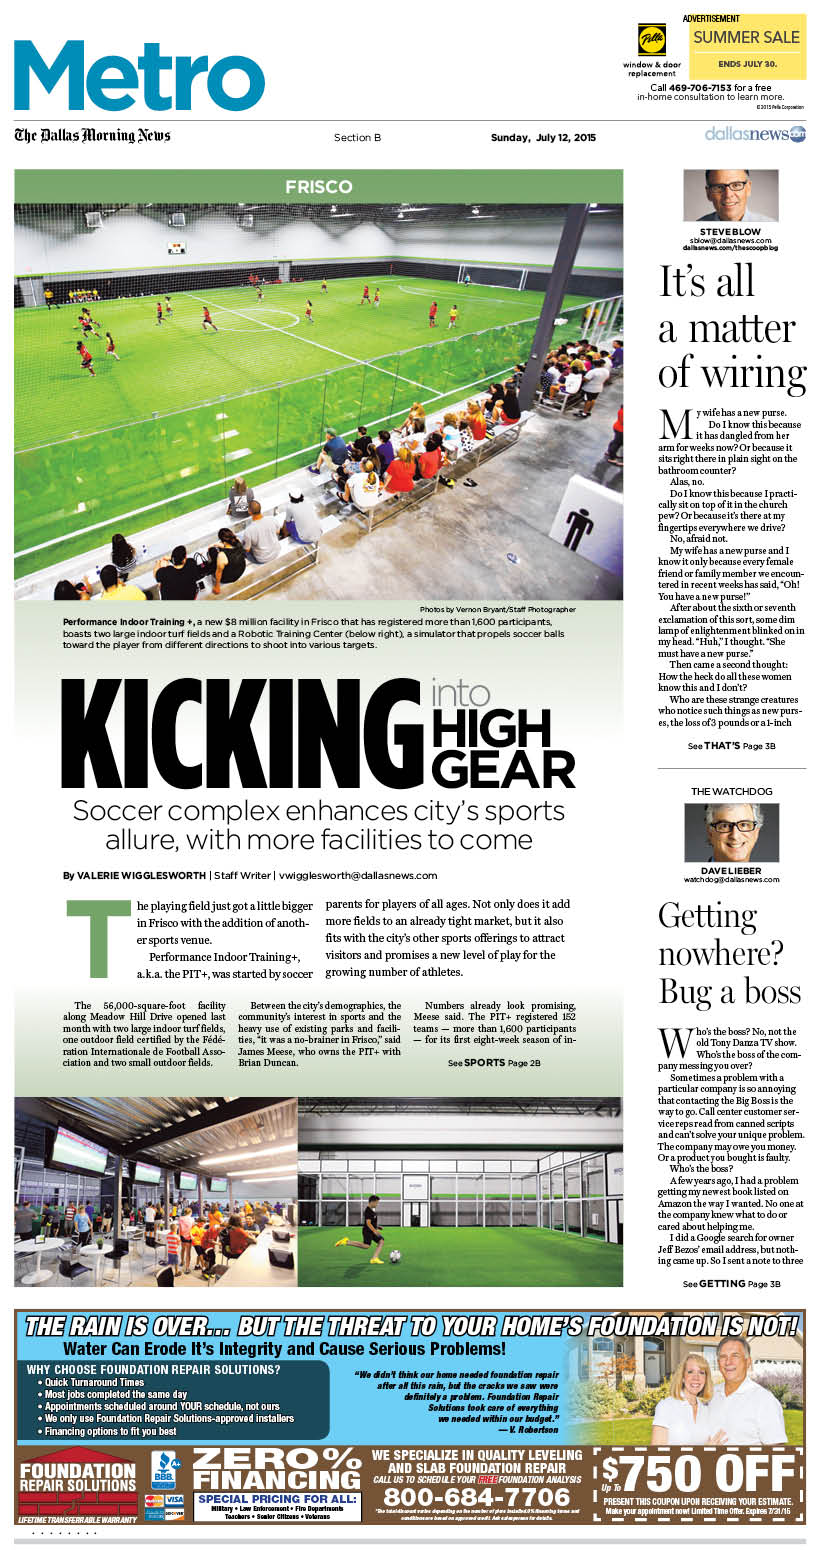 ADVERTISEMENT
Pella
window & door
replacement
SUMMER SALE
ENDS JULY 30.
Call 469-706-7153 for a free
in-home consultation to learn more.
©2015 Pella Corporation
Metro
The Dallas Morning News
Section B
Sunday, July 12, 2015
dallasnews.com
FRISCO
Photos by Vernon Bryant/Staff Photographer
Performance Indoor Training +, a new $8 million facility in Frisco that has registered more than 1,600 participants,
boasts two large indoor turf fields and a Robotic Training Center (below right), a simulator that propels soccer balls
toward the player from different directions to shoot into various targets.
KICKING into
HIGH
GEAR
Soccer complex enhances city's sports
allure, with more facilities to come
By VALERIE WIGGLESWORTH | Staff Writer | vwigglesworth@dallasnews.com
The playing field just got a little bigger
in Frisco with the addition of anoth-
er sports venue.
Performance Indoor Training+,
a.k.a. the PIT+, was started by soccer
parents for players of all ages. Not only does it add
more fields to an already tight market, but it also
fits with the city's other sports offerings to attract
visitors and promises a new level of play for the
growing number of athletes.
The 56,000-square-foot facility
along Meadow Hill Drive opened last
month with two large indoor turf fields,
one outdoor field certified by the Fédé-
ration Internationale de Football Asso-
ciation and two small outdoor fields.
Between the city's demographics, the
community's interest in sports and the
heavy use of existing parks and facili-
ties, "it was a no-brainer in Frisco," said
James Meese, who owns the PIT+ with
Brian Duncan.
Numbers already look promising,
Meese said. The PIT+ registered 152
teams — more than 1,600 participants
— for its first eight-week season of in-
See SPORTS Page 2B
STEVE BLOW
sblow@dallasnews.com
dallasnews.com/thescoopblog
It's all
a matter
of wiring
My wife has a new purse.
Do I know this because
it has dangled from her
arm for weeks now? Or because it
sits right there in plain sight on the
bathroom counter?
Alas, no.
Do I know this because I practi-
cally sit on top of it in the church
pew? Or because it's there at my
fingertips everywhere we drive?
No, afraid not.
My wife has a new purse and I
know it only because every female
friend or family member we encoun-
tered in recent weeks has said, "Oh!
You have a new purse!"
After about the sixth or seventh
exclamation of this sort, some dim
lamp of enlightenment blinked on in
my head. "Huh," I thought. "She
must have a new purse."
Then came a second thought:
How the heck do all these women
know this and I don't?
Who are these strange creatures
who notice such things as new purs-
es, the loss of 3 pounds or a 1-inch
See THAT'S Page 3B
THE WATCHDOG
DAVE LIEBER
watchdog@dallasnews.com
Getting
nowhere?
Bug a boss
Who's the boss? No, not the
old Tony Danza TV show.
Who's the boss of the com-
pany messing you over?
Sometimes a problem with a
particular company is so annoying
that contacting the Big Boss is the
way to go. Call center customer ser-
vice reps read from canned scripts
and can't solve your unique problem.
The company may owe you money.
Or a product you bought is faulty.
Who's the boss?
A few years ago, I had a problem
getting my newest book listed on
Amazon the way I wanted. No one at
the company knew what to do or
cared about helping me.
I did a Google search for owner
Jeff Bezos' email address, but noth-
ing came up. So I sent a note to three
See GETTING Page 3B
THE RAIN IS OVER... BUT THE THREAT TO YOUR HOME'S FOUNDATION IS NOT!
Water Can Erode It's Integrity and Cause Serious Problems!
WHY CHOOSE FOUNDATION REPAIR SOLUTIONS?
• Quick Turnaround Times
• Most jobs completed the same day
• Appointments scheduled around YOUR schedule, not ours
• We only use Foundation Repair Solutions-approved installers
• Financing options to fit you best
"We didn't think our home needed foundation repair
after all this rain, but the cracks we saw were
definitely a problem. Foundation Repair
Solutions took care of everything
we needed within our budget."
— V. Robertson
FOUNDATION
REPAIR SOLUTIONS
LIFETIME TRANSFERRABLE WARRANTY
A+
BBB
MasterCard VISA
ZERO%
FINANCING
SPECIAL PRICING FOR ALL:
Military • Law Enforcement • Fire Departments
Teachers • Senior Citizens • Veterans
WE SPECIALIZE IN QUALITY LEVELING
AND SLAB FOUNDATION REPAIR
CALL US TO SCHEDULE YOUR FREE FOUNDATION ANALYSIS
800-684-7706
Up To $750 OFF
PRESENT THIS COUPON UPON RECEIVING YOUR ESTIMATE.
Make your appointment now! Limited Time Offer. Expires 7/31/15